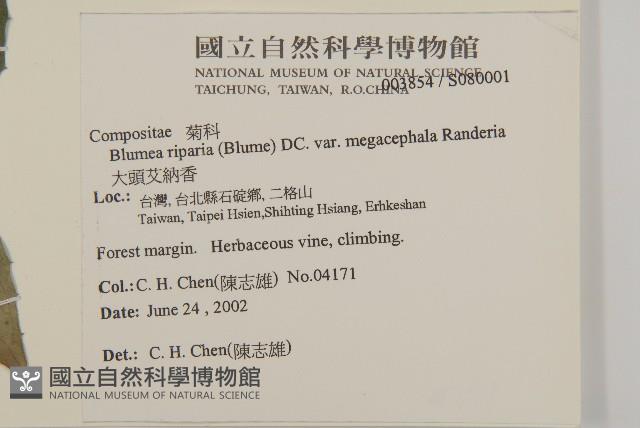 國立自然科學博物館
NATIONAL MUSEUM OF NATURAL SCIENCE
TAICHUNG, TAIWAN, R.O.CHINA
003854 / S080001
Compositae 菊科
Blumea riparia (Blume) DC. var. megacephala Randeria
大頭艾納香
Loc.: 台灣, 台北縣石碇鄉, 二格山
Taiwan, Taipei Hsien,Shihting Hsiang, Erhkeshan
Forest margin. Herbaceous vine, climbing.
Col.: C. H. Chen(陳志雄) No.04171
Date: June 24 , 2002
Det.: C. H. Chen(陳志雄)
國立自然科學博物館
NATIONAL MUSEUM OF NATURAL SCIENCE